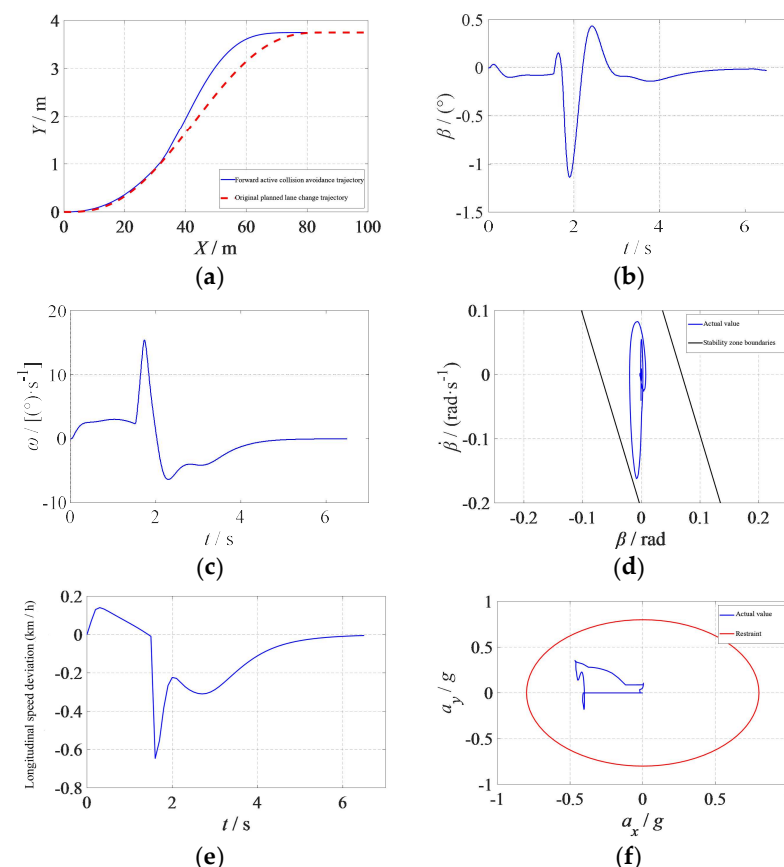 4
3
2
1
0
0 20 40 60 80 100
Y / m
X / m
Forward active collision avoidance trajectory
Original planned lane change trajectory
(a)
0.5
0
-0.5
-1
-1.5
0 2 4 6
β / (°)
t / s
(b)
20
10
0
-10
0 2 4 6
ω / [(°)·s⁻¹]
t / s
(c)
0.1
0
-0.1
-0.2
-0.2 -0.1 0 0.1 0.2
β̇ / (rad·s⁻¹)
β / rad
Actual value
Stability zone boundaries
(d)
0.2
0
-0.2
-0.4
-0.6
-0.8
0 2 4 6
Longitudinal speed deviation (km / h)
t / s
(e)
1
0.5
0
-0.5
-1
-1 -0.5 0 0.5
a_y / g
a_x / g
Actual value
Restraint
(f)